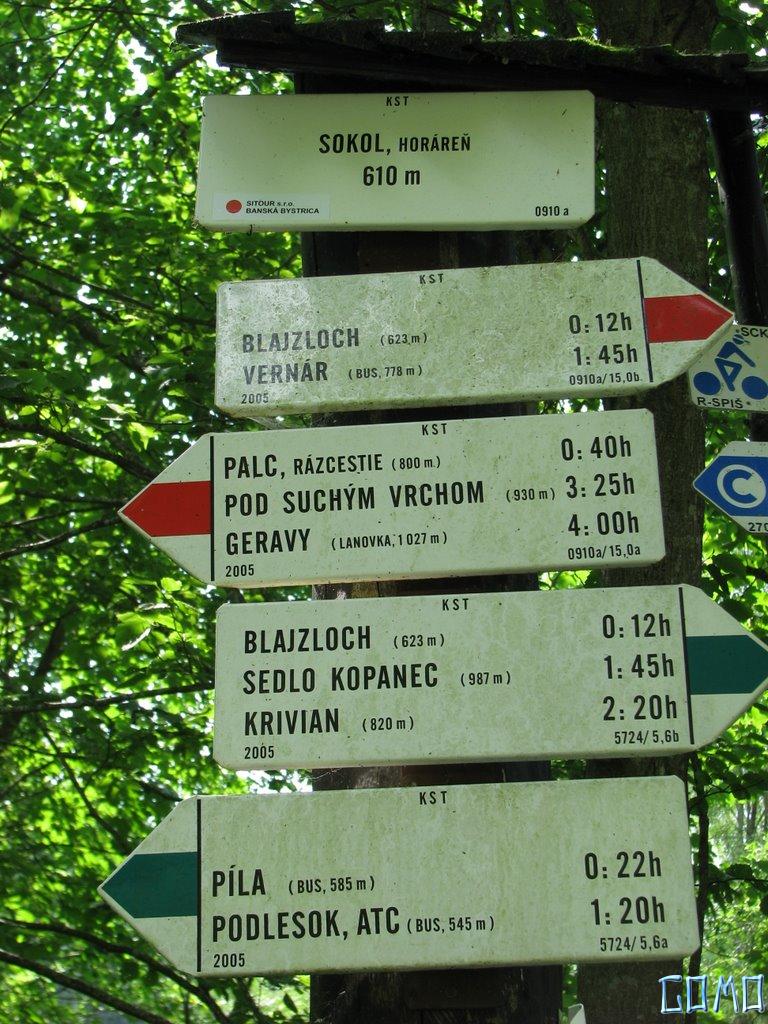 KST
SOKOL, HORÁREŇ
610 m
SITOUR s.r.o.
BANSKÁ BYSTRICA
0910 a
KST
BLAJZLOCH (623 m) 0:12h
VERNÁR (BUS, 778 m) 1:45h
2005 0910a/15,0b
SCK
R-SPIŠ
KST
PALC, RÁZCESTIE (800 m) 0:40h
POD SUCHÝM VRCHOM (930 m) 3:25h
GERAVY (LANOVKA, 1 027 m) 4:00h
2005 0910a/15,0a
C
270
KST
BLAJZLOCH (623 m) 0:12h
SEDLO KOPANEC (987 m) 1:45h
KRIVIAN (820 m) 2:20h
2005 5724/5,6b
KST
PÍLA (BUS, 585 m) 0:22h
PODLESOK, ATC (BUS, 545 m) 1:20h
2005 5724/5,6a
GOMO